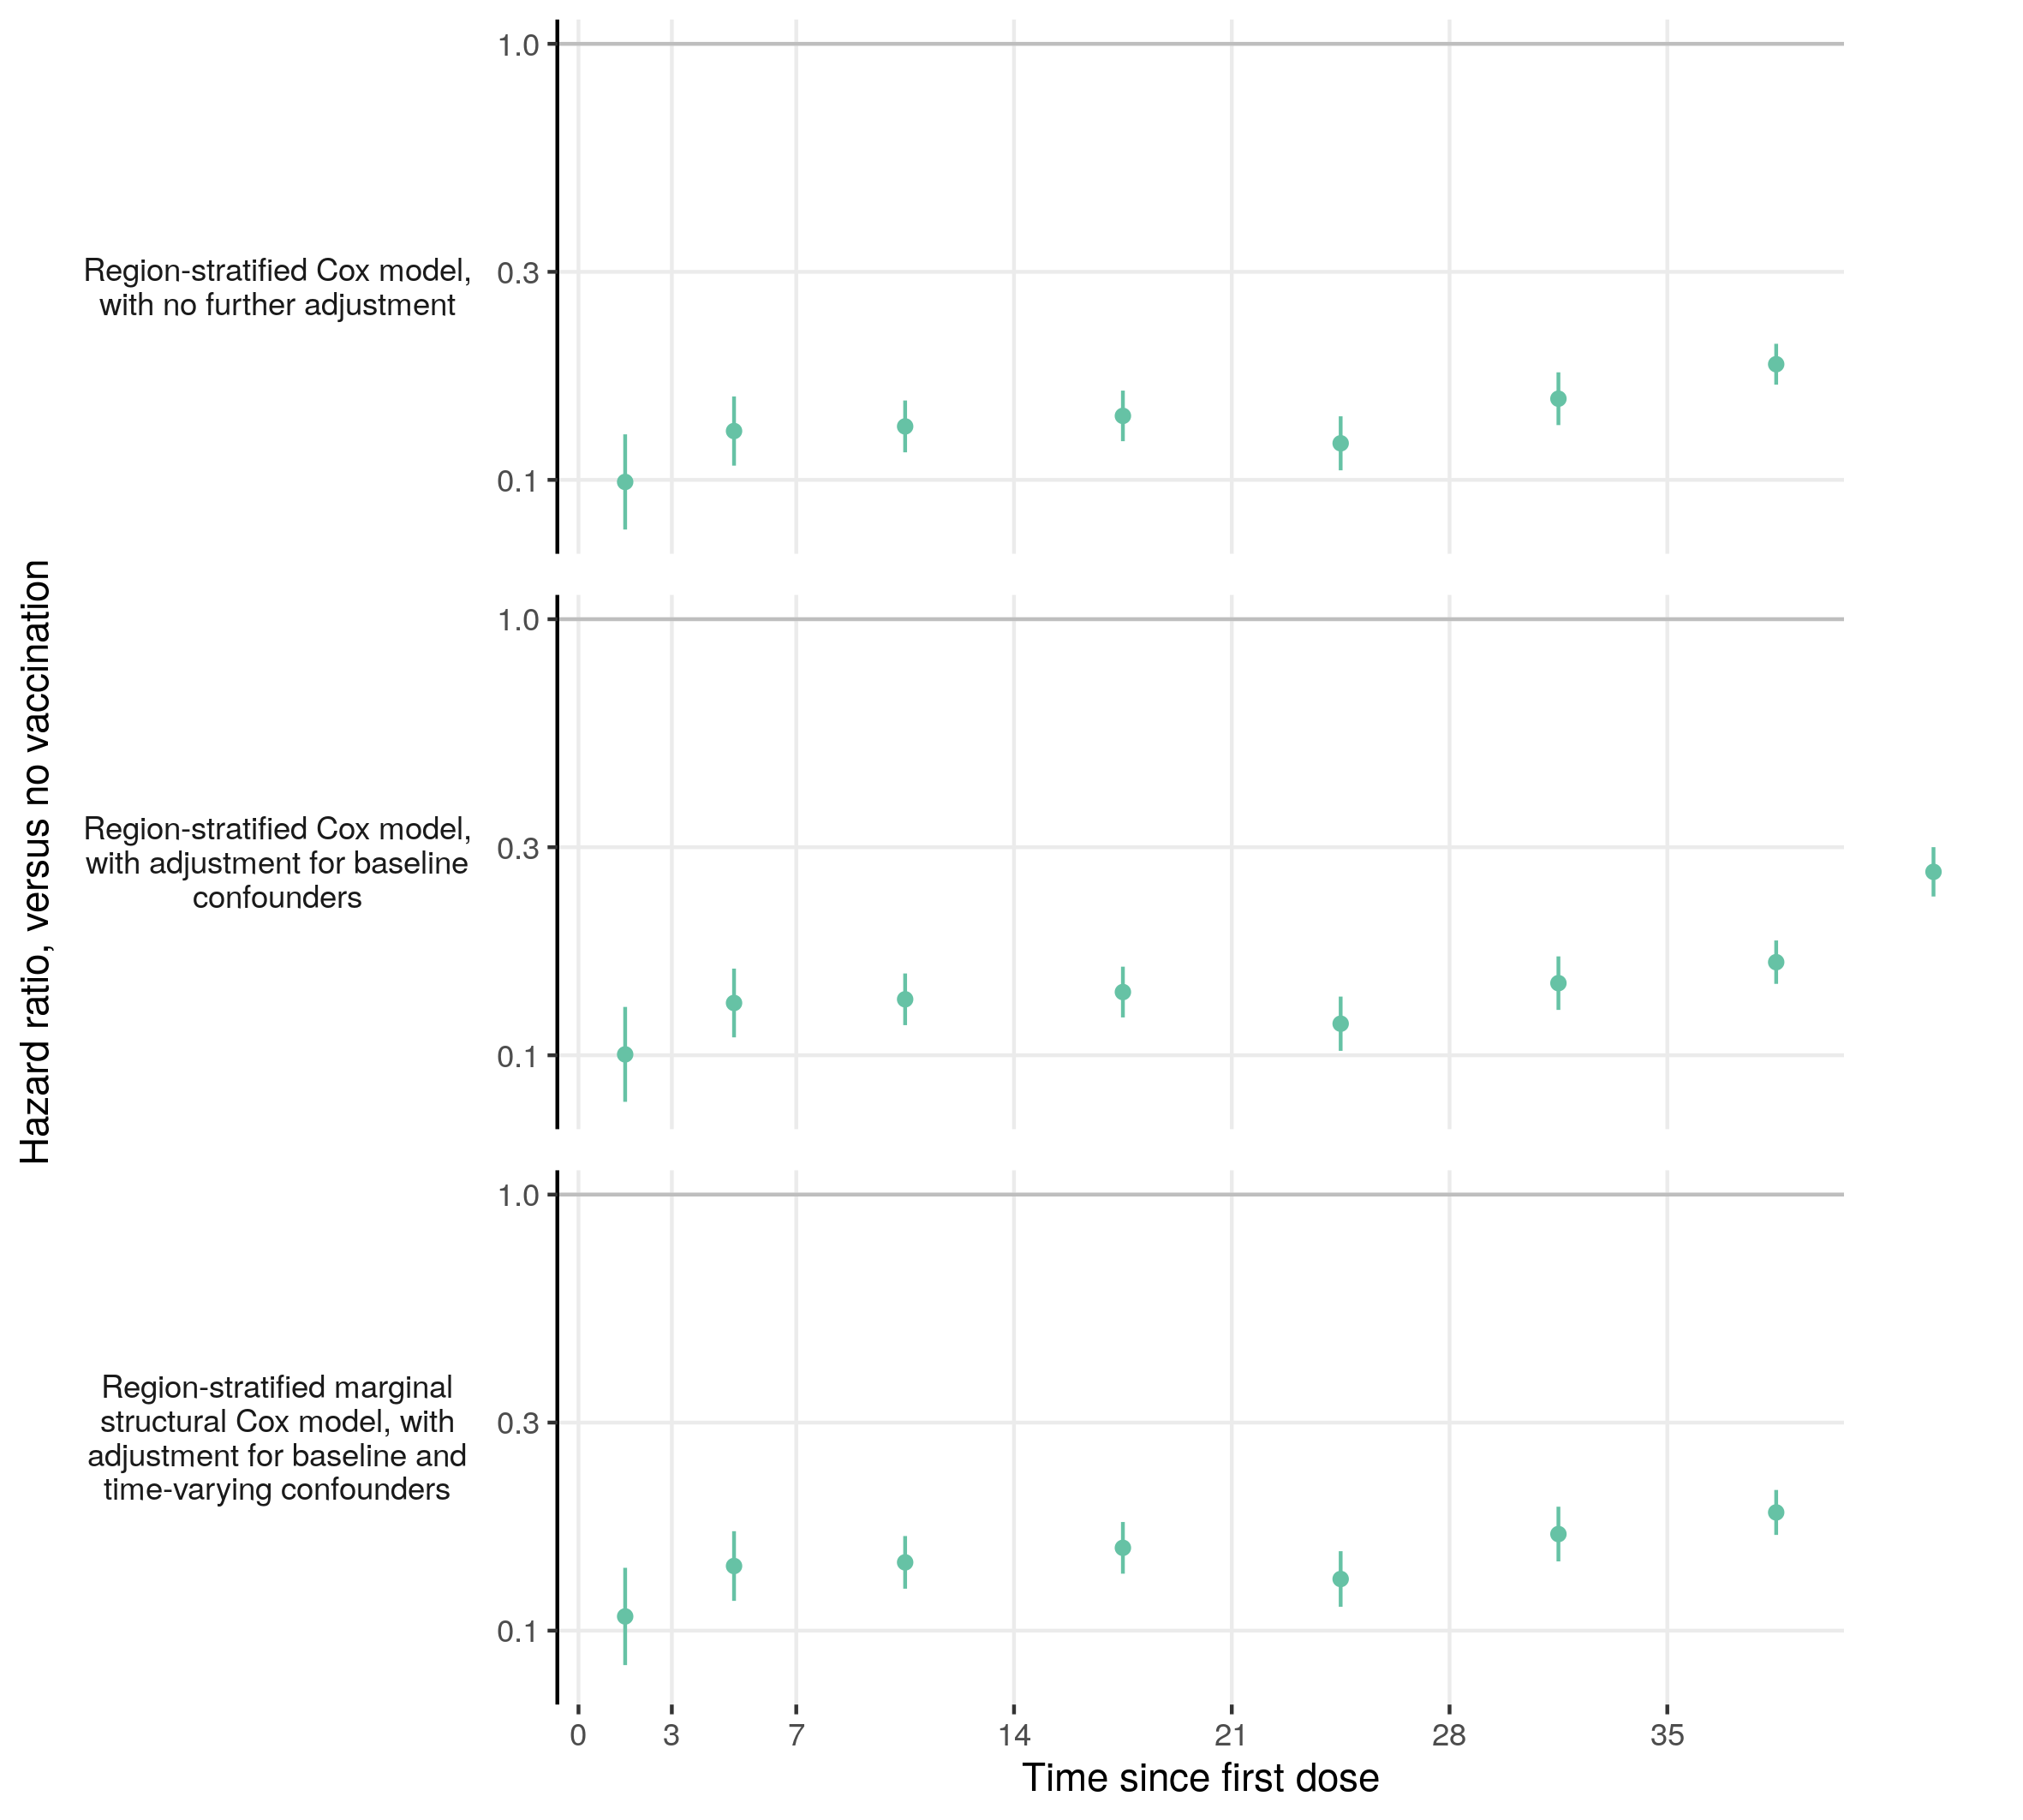 Hazard ratio, versus no vaccination
Region-stratified Cox model,
with no further adjustment
1.0
0.3
0.1
Region-stratified Cox model,
with adjustment for baseline
confounders
1.0
0.3
0.1
Region-stratified marginal
structural Cox model, with
adjustment for baseline and
time-varying confounders
1.0
0.3
0.1
0 3 7 14 21 28 35
Time since first dose